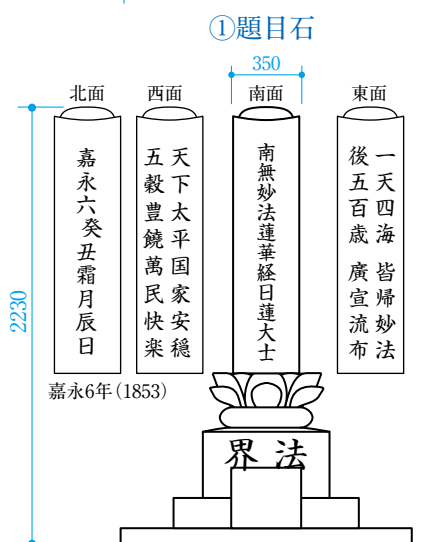 ①題目石
350
北面
西面
南面
東面
嘉永六癸丑霜月辰日
天下太平国家安穏
五穀豊饒萬民快楽
南無妙法蓮華経日蓮大士
一天四海 皆帰妙法
後五百歳 廣宣流布
2230
嘉永6年(1853)
界法